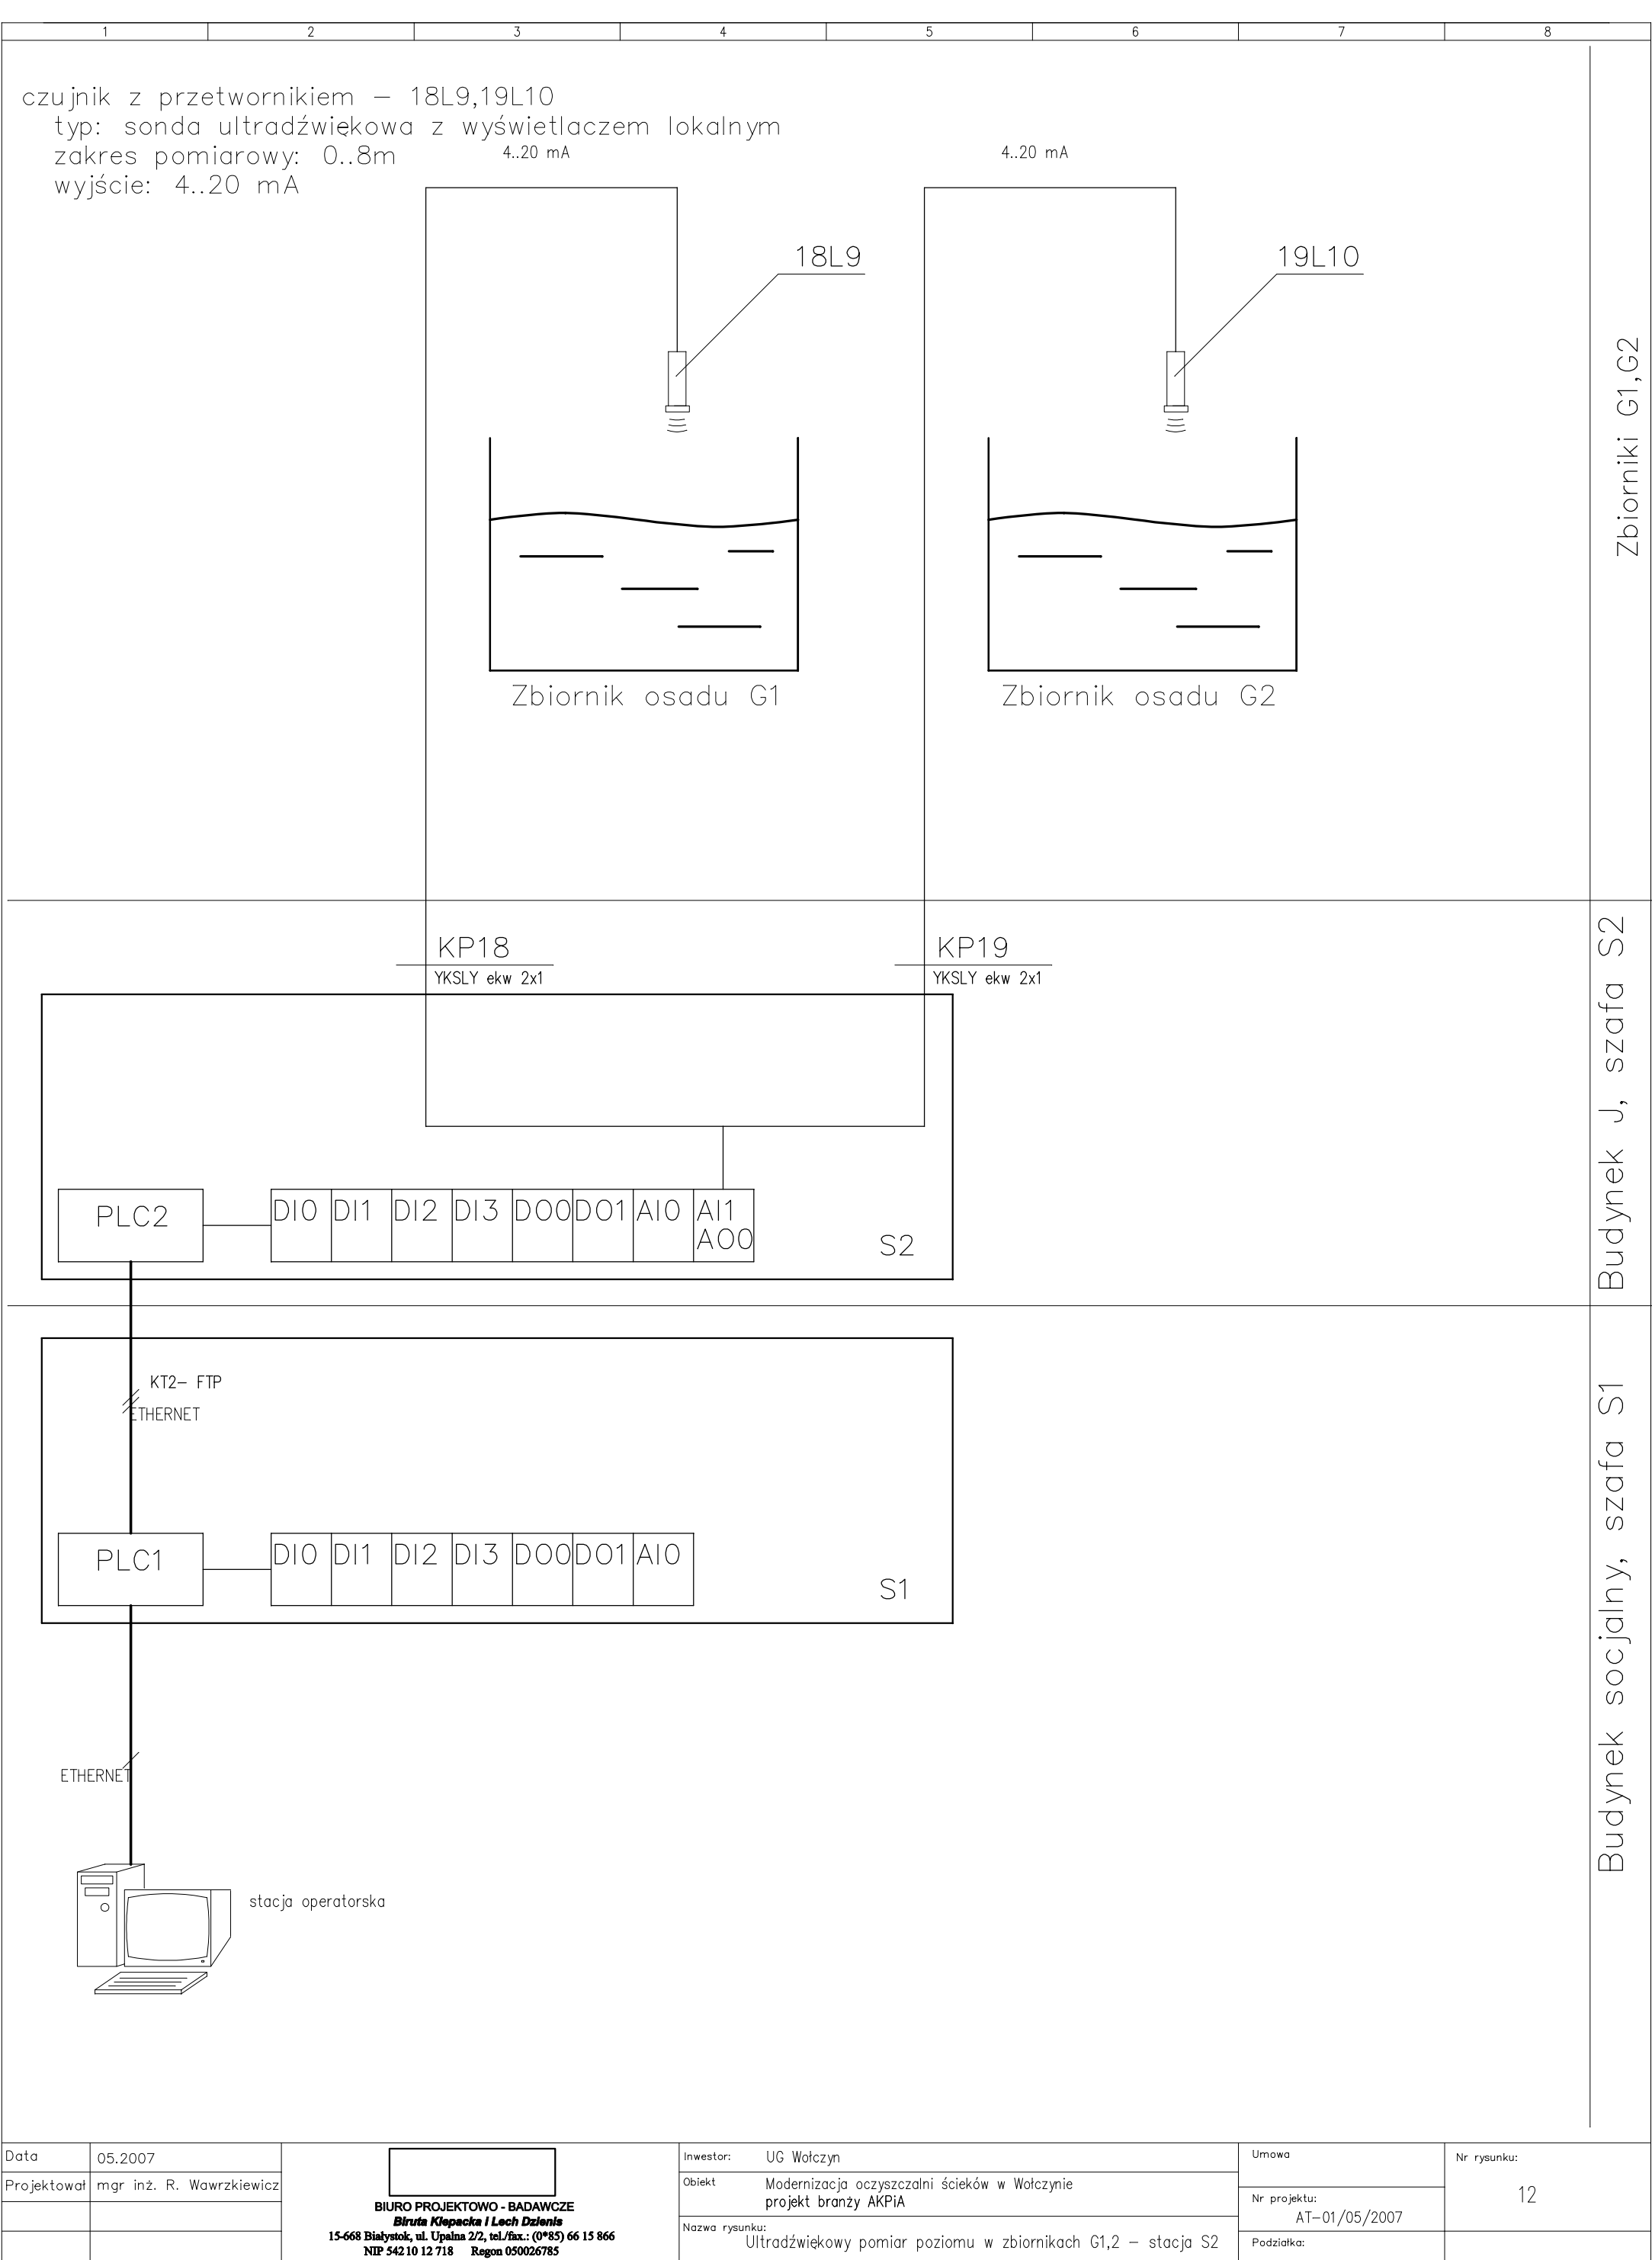 1 2 3 4 5 6 7 8
czujnik z przetwornikiem – 18L9,19L10
typ: sonda ultradźwiękowa z wyświetlaczem lokalnym
zakres pomiarowy: 0..8m
wyjście: 4..20 mA
4..20 mA
4..20 mA
18L9
19L10
Zbiorniki G1,G2
Zbiornik osadu G1
Zbiornik osadu G2
KP18
YKSLY ekw 2x1
KP19
YKSLY ekw 2x1
Budynek J, szafa S2
PLC2
DI0 DI1 DI2 DI3 DO0 DO1 AI0 AI1
AO0
S2
KT2– FTP
ETHERNET
Budynek socjalny, szafa S1
PLC1
DI0 DI1 DI2 DI3 DO0 DO1 AI0
S1
ETHERNET
stacja operatorska
Data 05.2007
Projektował mgr inż. R. Wawrzkiewicz
BIURO PROJEKTOWO - BADAWCZE
Biruta Klepacka i Lech Dzienis
15-668 Białystok, ul. Upalna 2/2, tel./fax.: (0*85) 66 15 866
NIP 542 10 12 718 Regon 050026785
Inwestor: UG Wołczyn
Obiekt Modernizacja oczyszczalni ścieków w Wołczynie
projekt branży AKPiA
Nazwa rysunku:
Ultradźwiękowy pomiar poziomu w zbiornikach G1,2 – stacja S2
Umowa
Nr projektu:
AT–01/05/2007
Podziałka:
Nr rysunku:
12